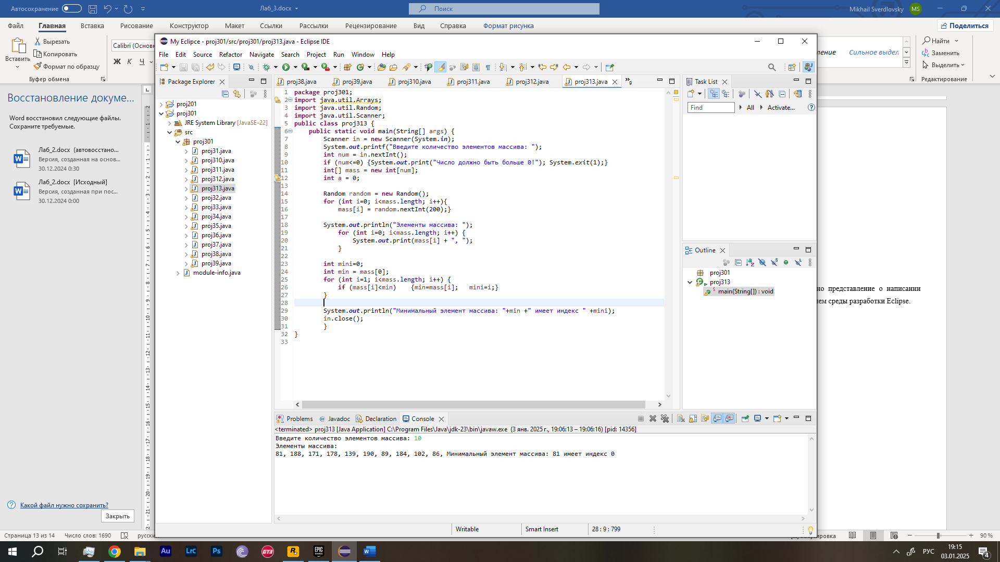 Автосохранение
Лаб_3.docx
Поиск
Mikhail Sverdlovsky
MS
Файл
Главная
Вставка
Рисование
Конструктор
Макет
Ссылки
Рассылки
Рецензирование
Вид
Справка
Формат рисунка
Поделиться
Вставить
Вырезать
Копировать
Формат по образцу
Буфер обмена
Calibri (Основн
Ж К Ч
Сильное выдел
Найти
Заменить
Выделить
Редактирование
Восстановление докуме...
Word восстановил следующие файлы.
Сохраните требуемые.
Лаб_2.docx (автовосстано...
Версия, созданная на основ...
30.12.2024 0:30
Лаб_2.docx [Исходный]
Версия, созданная при пос...
30.12.2024 0:00
Какой файл нужно сохранить?
Закрыть
My Eclipce - proj301/src/proj301/proj313.java - Eclipse IDE
File Edit Source Refactor Navigate Search Project Run Window Help
Package Explorer
proj201
proj301
JRE System Library [JavaSE-22]
src
proj301
proj31.java
proj310.java
proj311.java
proj312.java
proj313.java
proj32.java
proj33.java
proj34.java
proj35.java
proj36.java
proj37.java
proj38.java
proj39.java
module-info.java
proj38.java proj39.java proj310.java proj311.java proj312.java proj313.java »9
1 package proj301;
2 import java.util.Arrays;
3 import java.util.Random;
4 import java.util.Scanner;
5 public class proj313 {
6 public static void main(String[] args) {
7 Scanner in = new Scanner(System.in);
8 System.out.printf("Введите количество элементов массива: ");
9 int num = in.nextInt();
10 if (num<=0) {System.out.print("Число должно быть больше 0!"); System.exit(1);}
11 int[] mass = new int[num];
12 int a = 0;
13
14 Random random = new Random();
15 for (int i=0; i<mass.length; i++){
16 mass[i] = random.nextInt(200);}
17
18 System.out.println("Элементы массива: ");
19 for (int i=0; i<mass.length; i++) {
20 System.out.print(mass[i] + ", ");
21 }
22
23 int mini=0;
24 int min = mass[0];
25 for (int i=1; i<mass.length; i++) {
26 if (mass[i]<min) {min=mass[i]; mini=i;}
27 }
28
29 System.out.println("Минимальный элемент массива: "+min +" имеет индекс " +mini);
30 in.close();
31 }
32 }
33
Task List
Find
All
Activate...
Outline
proj301
proj313
main(String[]) : void
но представление о написании
ем среды разработки Eclipse.
Problems Javadoc Declaration Console
<terminated> proj313 [Java Application] C:\Program Files\Java\jdk-23\bin\javaw.exe (3 янв. 2025 г., 19:06:13 – 19:06:16) [pid: 14356]
Введите количество элементов массива: 10
Элементы массива:
81, 188, 171, 178, 139, 190, 89, 184, 102, 86, Минимальный элемент массива: 81 имеет индекс 0
Writable
Smart Insert
28 : 9 : 799
Страница 13 из 14
Число слов: 1690
90 %
Au
Lrc
Ps
GT3
EPIC GAMES
РУС
19:15
03.01.2025
4